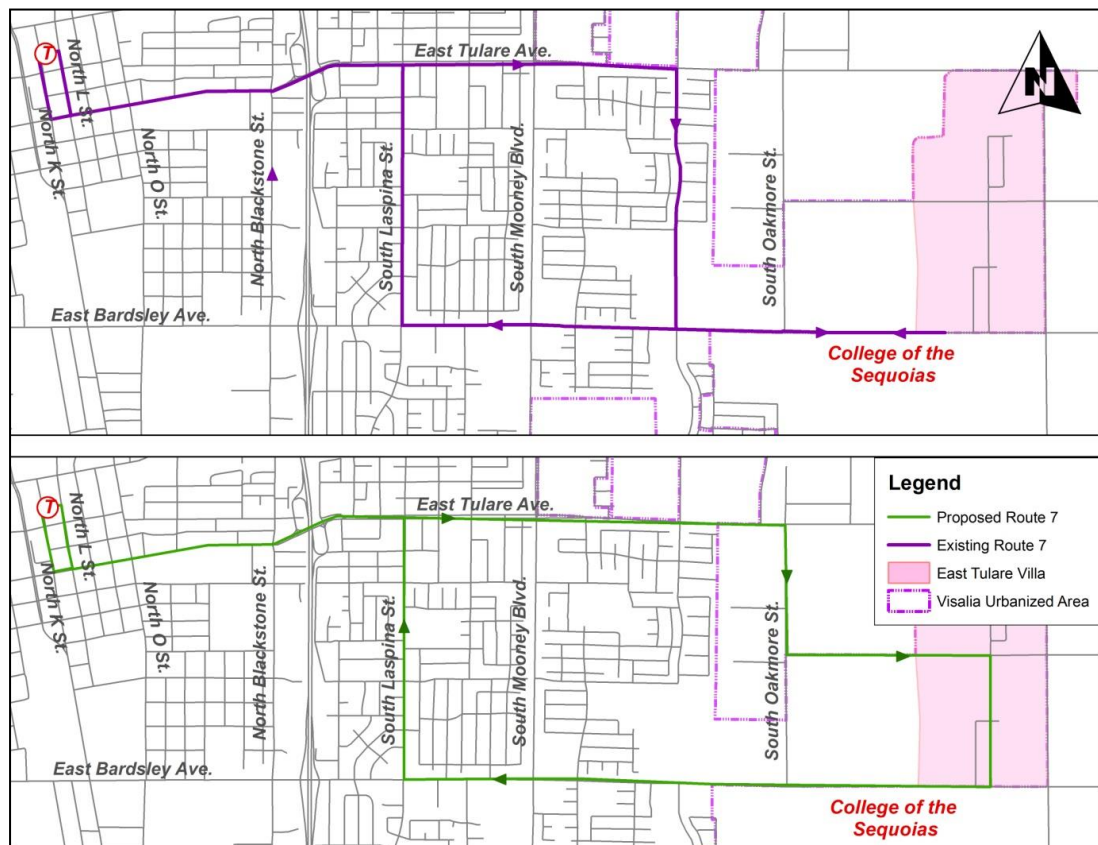 East Tulare Ave.
T
North L St.
North K St.
North O St.
North Blackstone St.
South Laspina St.
South Mooney Blvd.
South Oakmore St.
N
East Bardsley Ave.
College of the
Sequoias
East Tulare Ave.
T
North L St.
North K St.
North O St.
North Blackstone St.
South Laspina St.
South Mooney Blvd.
South Oakmore St.
East Bardsley Ave.
College of the
Sequoias
Legend
Proposed Route 7
Existing Route 7
East Tulare Villa
Visalia Urbanized Area